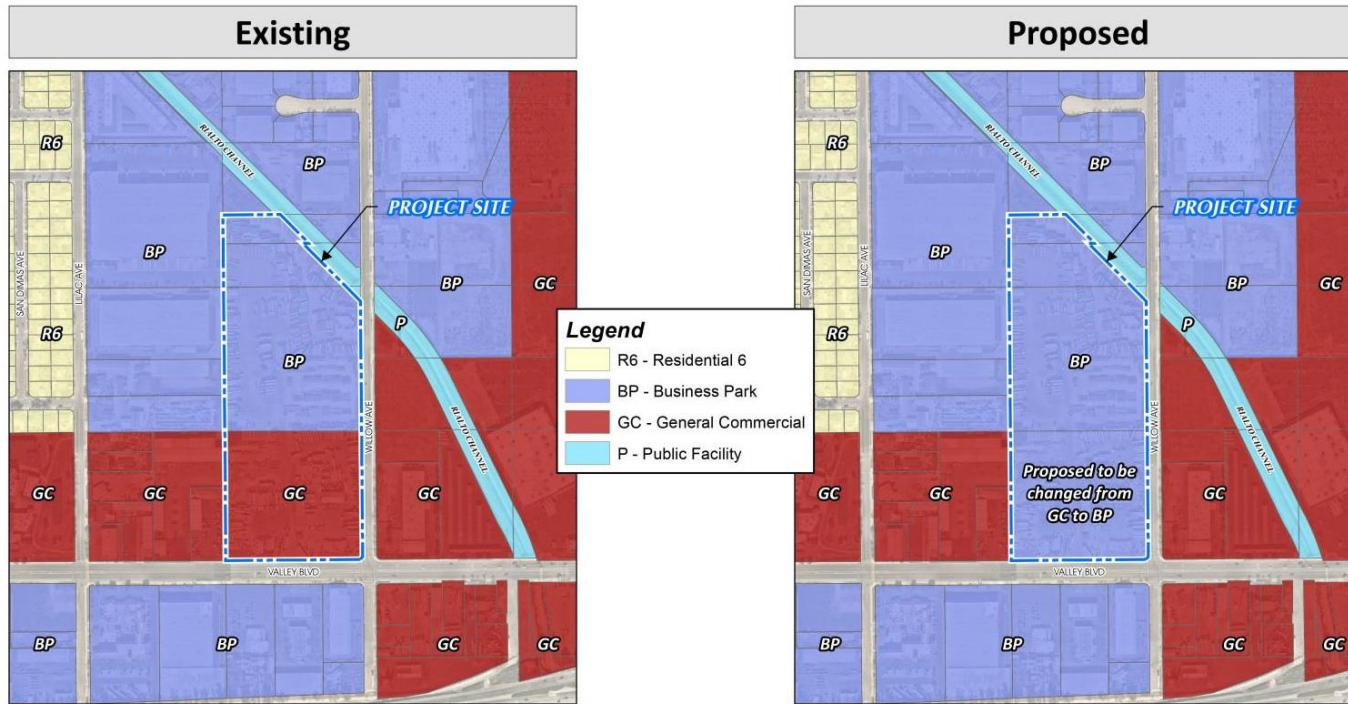 Existing
R6
RIALTO CHANNEL
BP
PROJECT SITE
SAN DIMAS AVE
LILAC AVE
BP
BP
GC
R6
P
BP
WILLOW AVE
RIALTO CHANNEL
GC
GC
GC
GC
VALLEY BLVD
BP
BP
GC
GC
Legend
R6 - Residential 6
BP - Business Park
GC - General Commercial
P - Public Facility
Proposed
R6
RIALTO CHANNEL
BP
PROJECT SITE
SAN DIMAS AVE
LILAC AVE
BP
BP
GC
R6
P
BP
WILLOW AVE
RIALTO CHANNEL
GC
GC
Proposed to be
changed from
GC to BP
GC
VALLEY BLVD
BP
BP
GC
GC